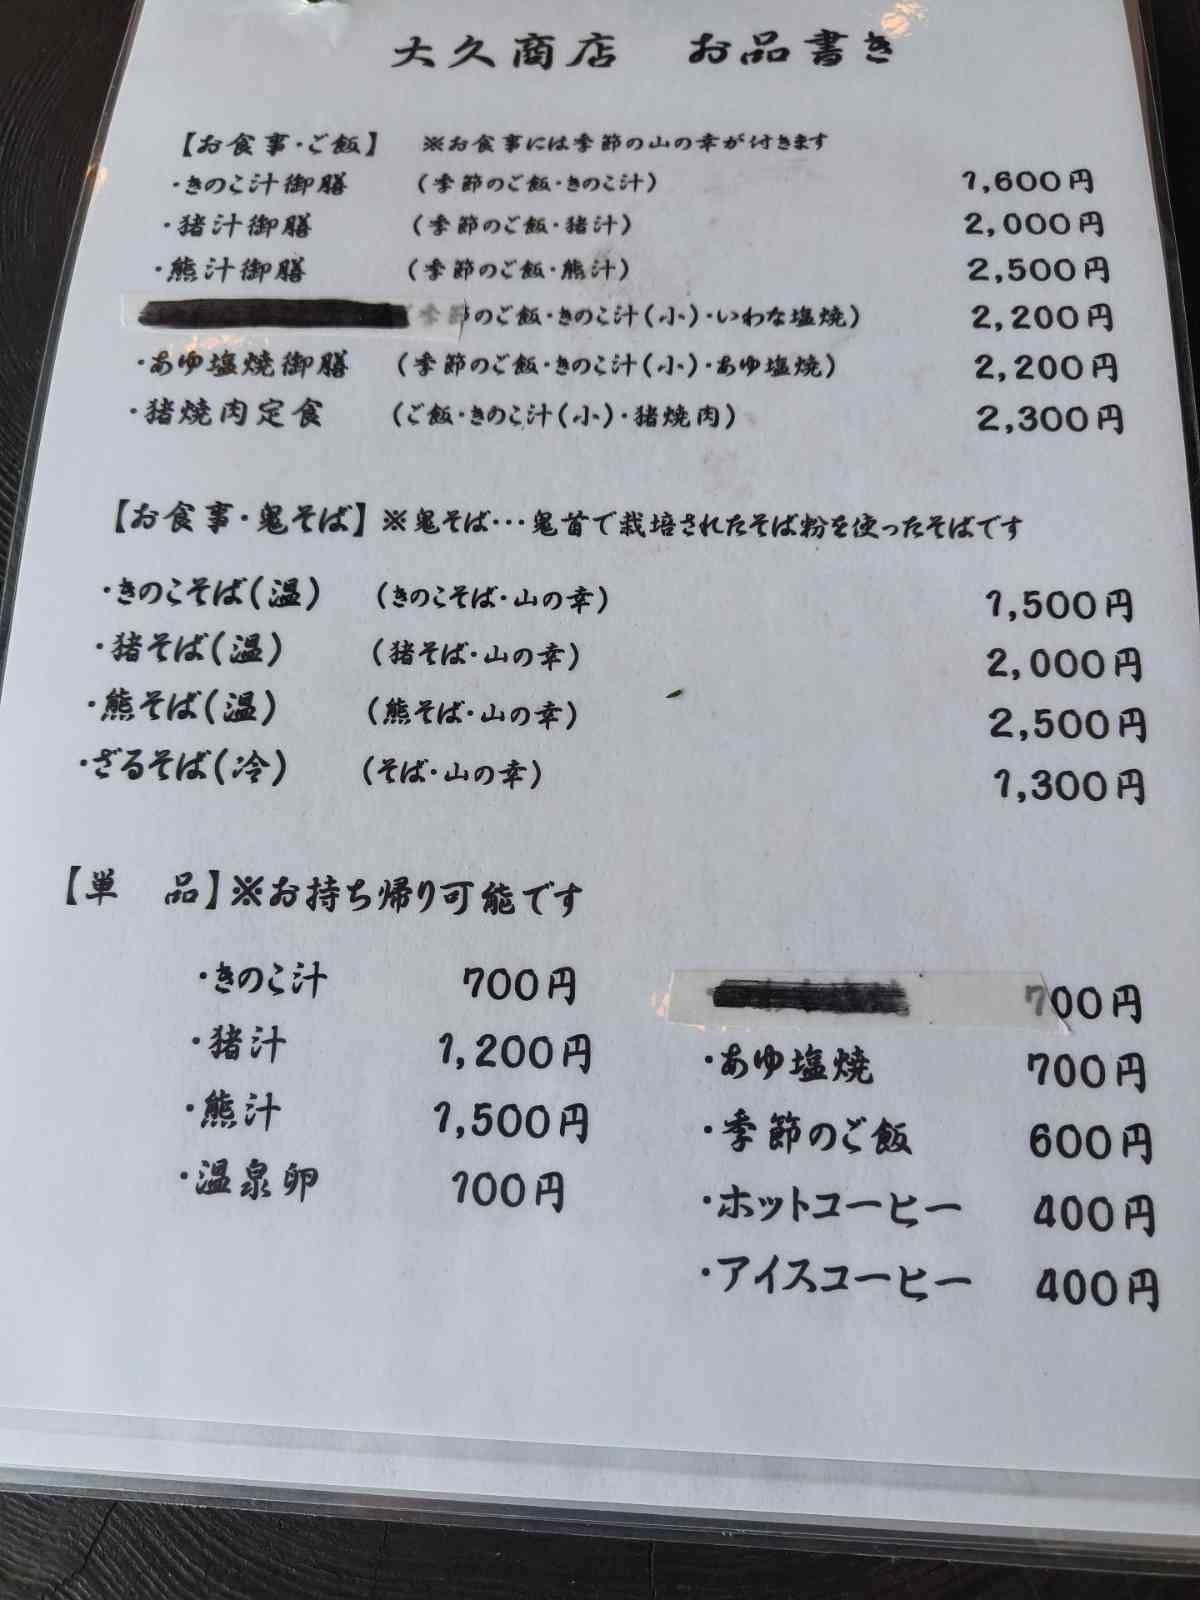 大久商店　お品書き
【お食事・ご飯】　※お食事には季節の山の幸が付きます
・きのこ汁御膳　（季節のご飯・きのこ汁）　1,600円
・猪汁御膳　（季節のご飯・猪汁）　2,000円
・熊汁御膳　（季節のご飯・熊汁）　2,500円
（季節のご飯・きのこ汁（小）・いわな塩焼）　2,200円
・あゆ塩焼御膳　（季節のご飯・きのこ汁（小）・あゆ塩焼）　2,200円
・猪焼肉定食　（ご飯・きのこ汁（小）・猪焼肉）　2,300円
【お食事・鬼そば】※鬼そば…鬼首で栽培されたそば粉を使ったそばです
・きのこそば（温）　（きのこそば・山の幸）　1,500円
・猪そば（温）　（猪そば・山の幸）　2,000円
・熊そば（温）　（熊そば・山の幸）　2,500円
・ざるそば（冷）　（そば・山の幸）　1,300円
【単　品】※お持ち帰り可能です
・きのこ汁　700円
・猪汁　1,200円
・熊汁　1,500円
・温泉卵　100円
700円
・あゆ塩焼　700円
・季節のご飯　600円
・ホットコーヒー　400円
・アイスコーヒー　400円